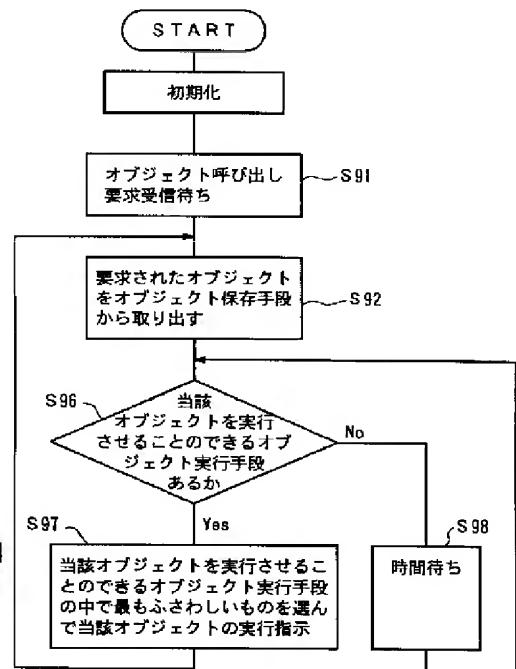 START
初期化
オブジェクト呼び出し
要求受信待ち
S91
要求されたオブジェクト
をオブジェクト保存手段
から取り出す
S92
S96
当該
オブジェクトを実行
させることのできるオブ
ジェクト実行手段
あるか
No
Yes
S97
当該オブジェクトを実行させるこ
とのできるオブジェクト実行手段
の中で最もふさわしいものを選ん
で当該オブジェクトの実行指示
S98
時間待ち